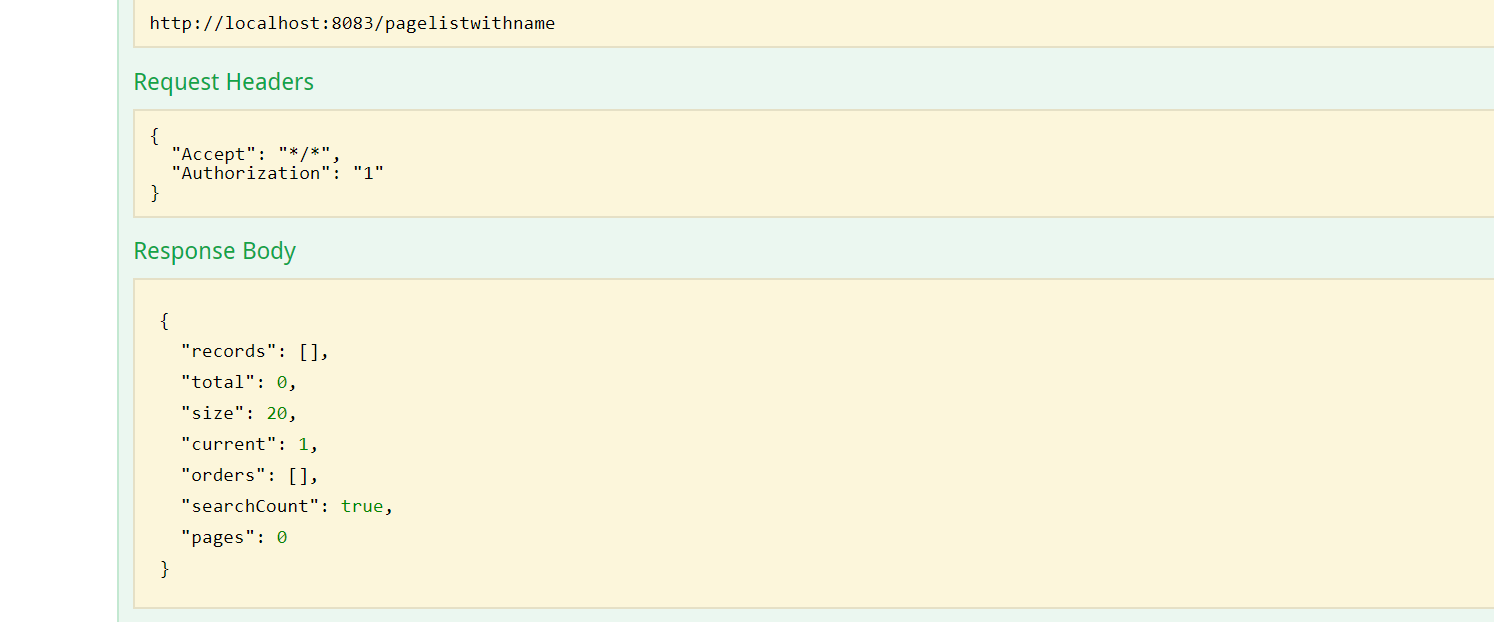 http://localhost:8083/pagelistwithname
Request Headers
{
"Accept": "*/*",
"Authorization": "1"
}
Response Body
{
"records": [],
"total": 0,
"size": 20,
"current": 1,
"orders": [],
"searchCount": true,
"pages": 0
}